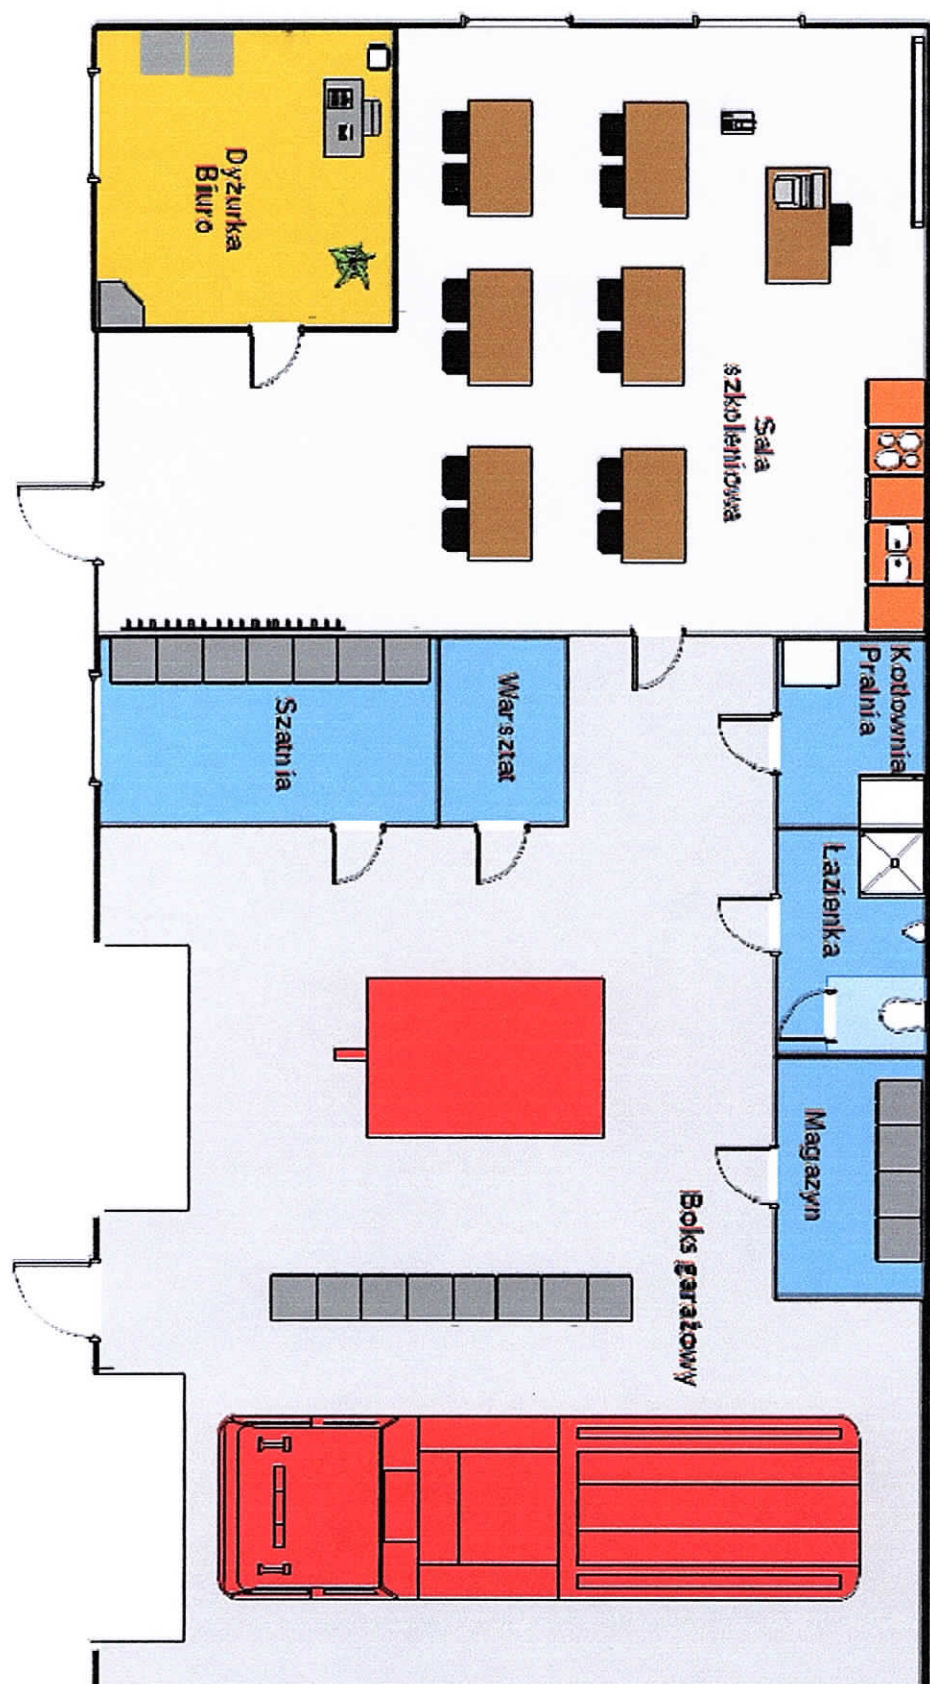 Dyżurka
Biuro
Sala
szkoleniowa
Kotłownia
Pralnia
Szatnia
Warsztat
Łazienka
Magazyn
Boks garażowy